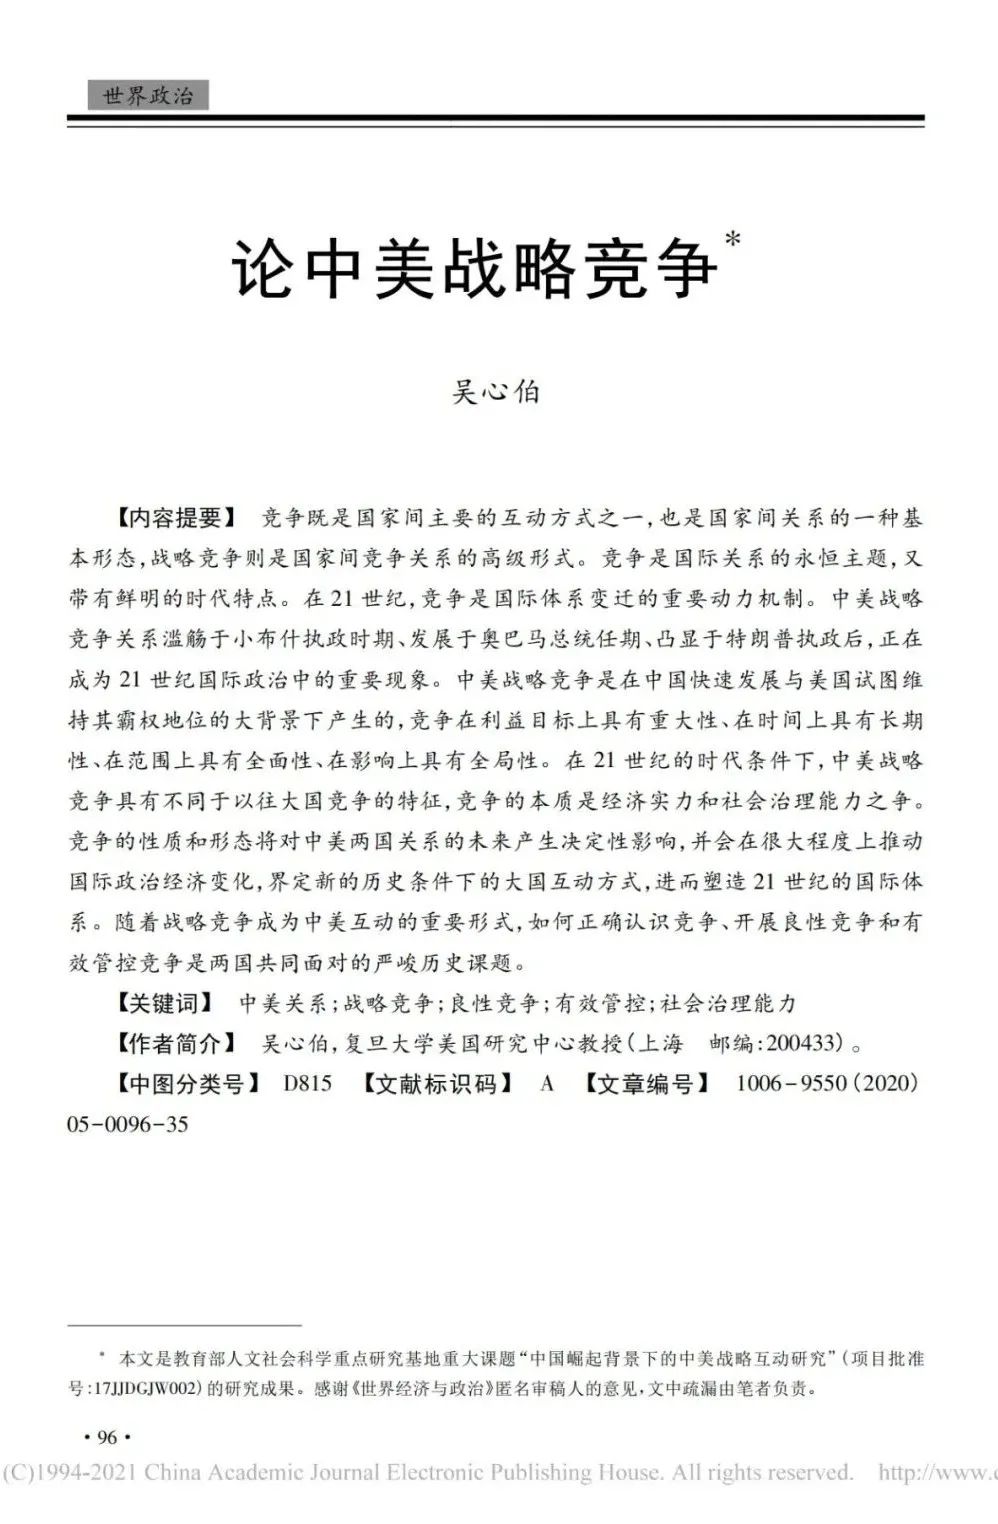 世界政治
论中美战略竞争*
吴心伯
【内容提要】 竞争既是国家间主要的互动方式之一,也是国家间关系的一种基
本形态,战略竞争则是国家间竞争关系的高级形式。竞争是国际关系的永恒主题,又
带有鲜明的时代特点。在 21 世纪,竞争是国际体系变迁的重要动力机制。中美战略
竞争关系滥觞于小布什执政时期、发展于奥巴马总统任期、凸显于特朗普执政后,正在
成为 21 世纪国际政治中的重要现象。中美战略竞争是在中国快速发展与美国试图维
持其霸权地位的大背景下产生的,竞争在利益目标上具有重大性、在时间上具有长期
性、在范围上具有全面性、在影响上具有全局性。在 21 世纪的时代条件下,中美战略
竞争具有不同于以往大国竞争的特征,竞争的本质是经济实力和社会治理能力之争。
竞争的性质和形态将对中美两国关系的未来产生决定性影响,并会在很大程度上推动
国际政治经济变化,界定新的历史条件下的大国互动方式,进而塑造 21 世纪的国际体
系。随着战略竞争成为中美互动的重要形式,如何正确认识竞争、开展良性竞争和有
效管控竞争是两国共同面对的严峻历史课题。
【关键词】 中美关系;战略竞争;良性竞争;有效管控;社会治理能力
【作者简介】 吴心伯,复旦大学美国研究中心教授(上海 邮编:200433)。
【中图分类号】 D815 【文献标识码】 A 【文章编号】 1006-9550(2020)
05-0096-35
* 本文是教育部人文社会科学重点研究基地重大课题“中国崛起背景下的中美战略互动研究”(项目批准
号:17JJDGJW002)的研究成果。感谢《世界经济与政治》匿名审稿人的意见,文中疏漏由笔者负责。
·96·
(C)1994-2021 China Academic Journal Electronic Publishing House. All rights reserved. http://www.c